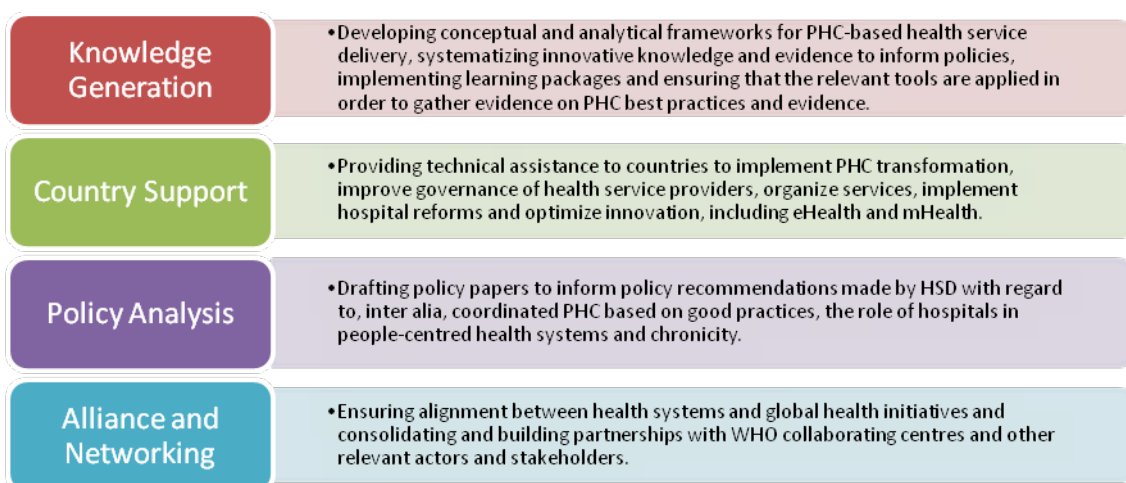 Knowledge
Generation
•Developing conceptual and analytical frameworks for PHC-based health service
delivery, systematizing innovative knowledge and evidence to inform policies,
implementing learning packages and ensuring that the relevant tools are applied in
order to gather evidence on PHC best practices and evidence.
Country Support
•Providing technical assistance to countries to implement PHC transformation,
improve governance of health service providers, organize services, implement
hospital reforms and optimize innovation, including eHealth and mHealth.
Policy Analysis
•Drafting policy papers to inform policy recommendations made by HSD with regard
to, inter alia, coordinated PHC based on good practices, the role of hospitals in
people-centred health systems and chronicity.
Alliance and
Networking
•Ensuring alignment between health systems and global health initiatives and
consolidating and building partnerships with WHO collaborating centres and other
relevant actors and stakeholders.